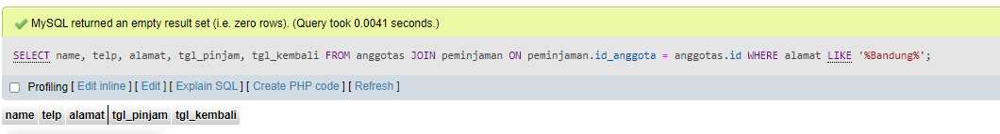 MySQL returned an empty result set (i.e. zero rows). (Query took 0.0041 seconds.)
SELECT name, telp, alamat, tgl_pinjam, tgl_kembali FROM anggotas JOIN peminjaman ON peminjaman.id_anggota = anggotas.id WHERE alamat LIKE '%Bandung%';
Profiling [ Edit inline ] [ Edit ] [ Explain SQL ] [ Create PHP code ] [ Refresh ]
name telp alamat tgl_pinjam tgl_kembali